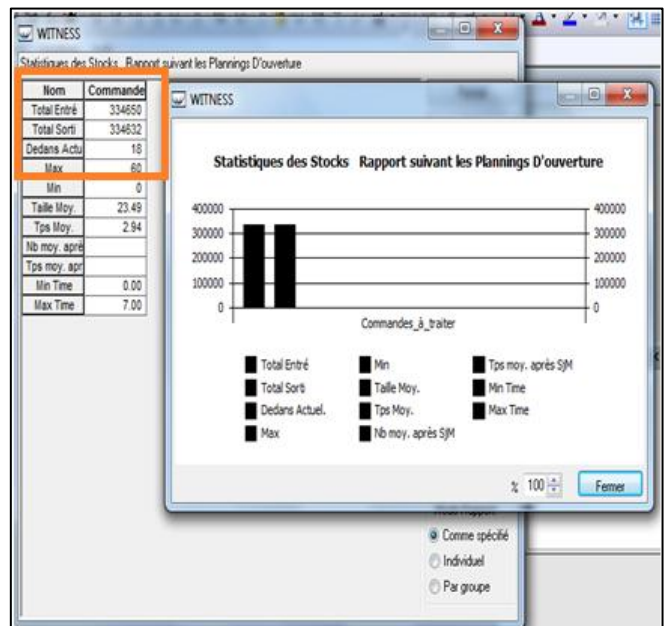 WITNESS
Statistiques des Stocks Rapport suivant les Plannings D'ouverture
Nom Commande
Total Entré 334650
Total Sorti 334632
Dedans Actu 18
Max 60
Min 0
Taille Moy. 23.49
Tps Moy. 2.94
Nb moy. aprè
Tps moy. apr
Min Time 0.00
Max Time 7.00
WITNESS
Statistiques des Stocks Rapport suivant les Plannings D'ouverture
400000 400000
300000 300000
200000 200000
100000 100000
0 0
Commandes_à_traiter
Total Entré Min Tps moy. après SjM
Total Sorti Taille Moy. Min Time
Dedans Actuel. Tps Moy. Max Time
Max Nb moy. après SjM
% 100 Fermer
Comme spécifié
Individuel
Par groupe